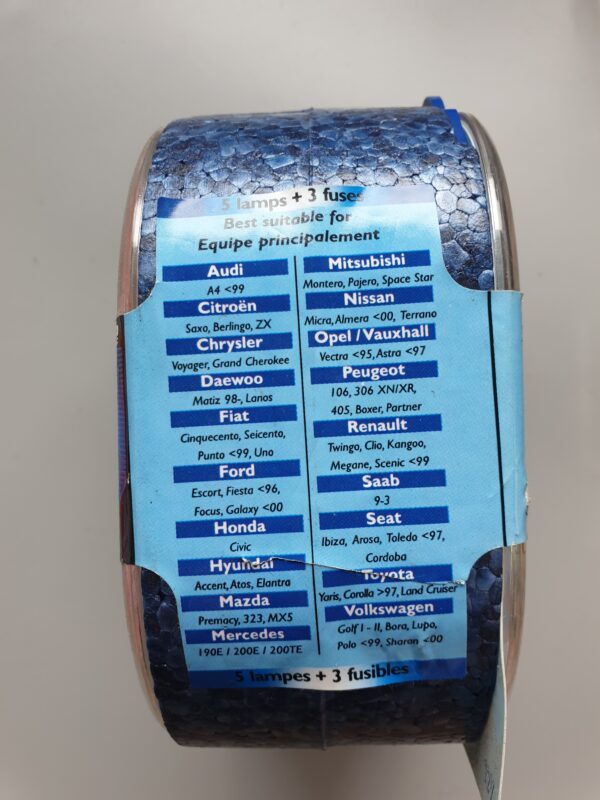 5 lamps + 3 fuses
Best suitable for
Equipe principalement
Audi
A4 <99
Citroën
Saxo, Berlingo, ZX
Chrysler
Voyager, Grand Cherokee
Daewoo
Matiz 98-, Lanos
Fiat
Cinquecento, Seicento,
Punto <99, Uno
Ford
Escort, Fiesta <96,
Focus, Galaxy <00
Honda
Civic
Hyundai
Accent, Atos, Elantra
Mazda
Premacy, 323, MX5
Mercedes
190E / 200E / 200TE
Mitsubishi
Montero, Pajero, Space Star
Nissan
Micra, Almera <00, Terrano
Opel / Vauxhall
Vectra <95, Astra <97
Peugeot
106, 306 XN/XR,
405, Boxer, Partner
Renault
Twingo, Clio, Kangoo,
Megane, Scenic <99
Saab
9-3
Seat
Ibiza, Arosa, Toledo <97,
Cordoba
Toyota
Yaris, Corolla >97, Land Cruiser
Volkswagen
Golf I - II, Bora, Lupo,
Polo <99, Sharan <00
5 lampes + 3 fusibles